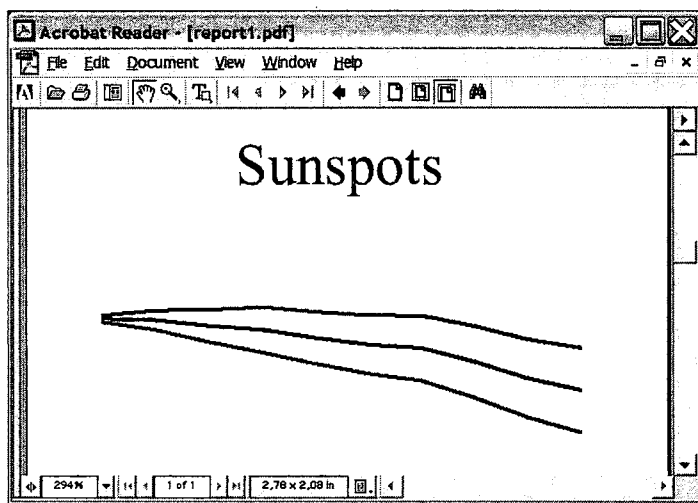 Acrobat Reader - [report1.pdf]
File Edit Document View Window Help
Sunspots
294% 1 of 1 2,78 x 2,08 in